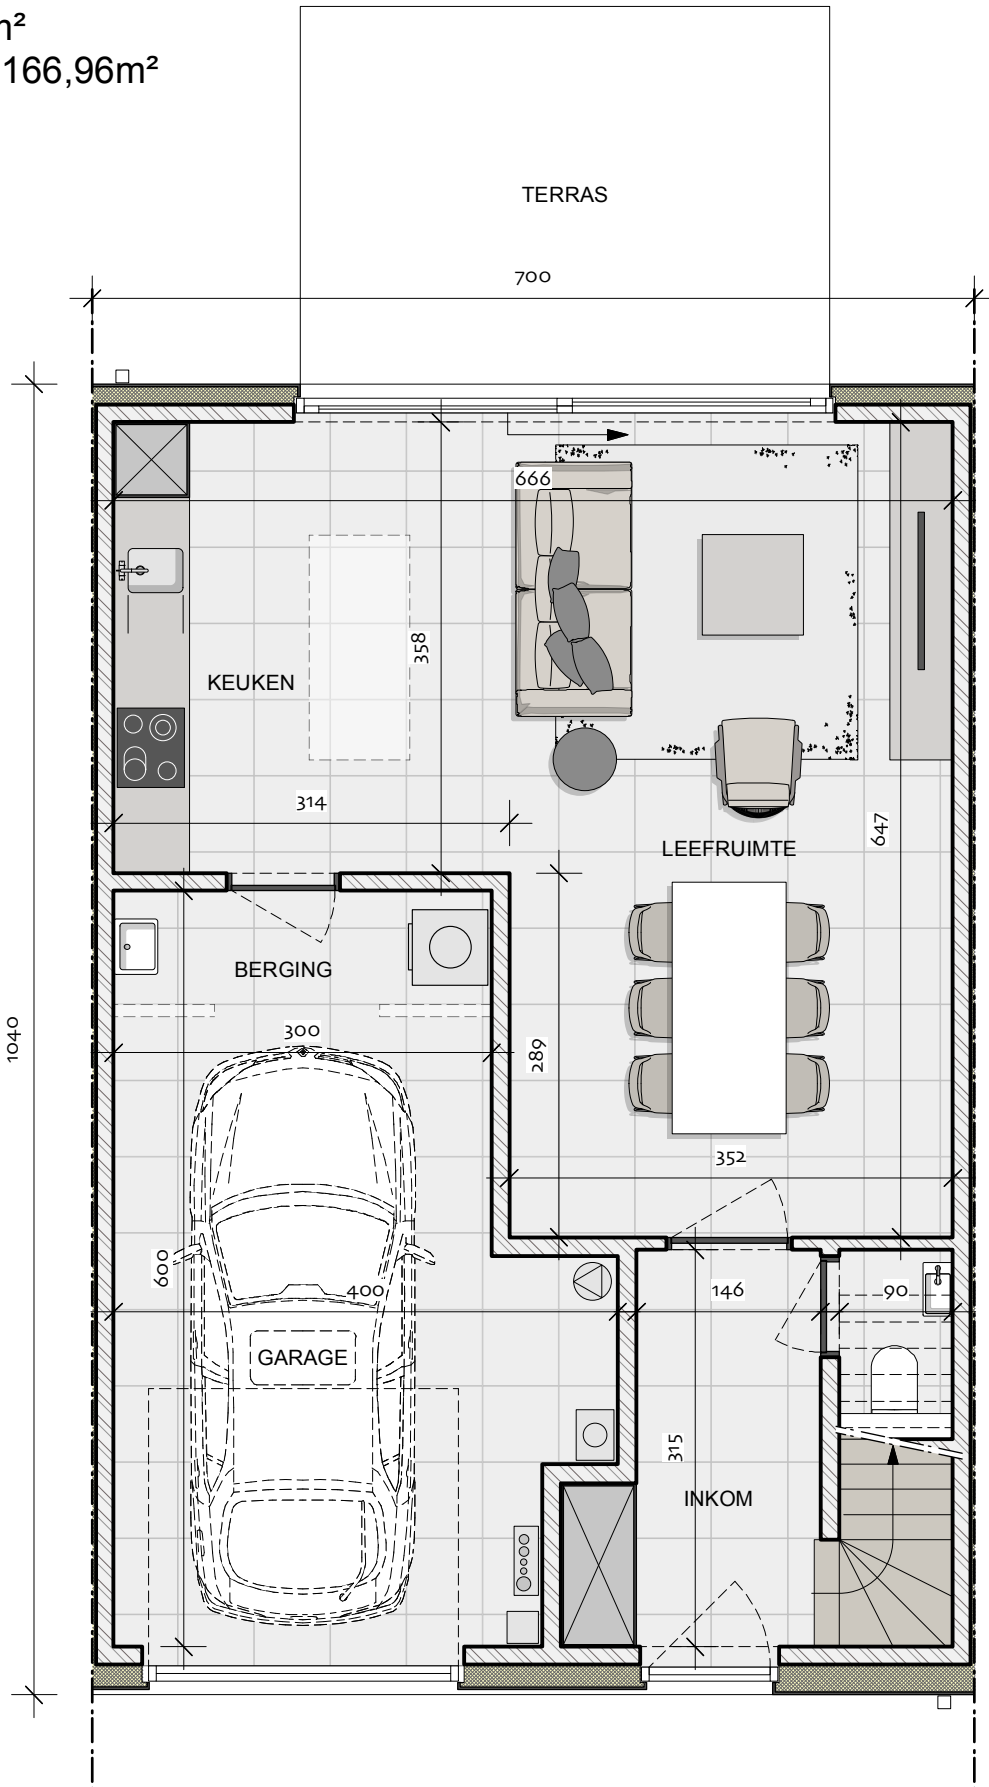 m²
166,96m²
TERRAS
700
666
358
KEUKEN
314
647
LEEFRUIMTE
BERGING
300
289
1040
352
600
400
146
90
GARAGE
315
INKOM